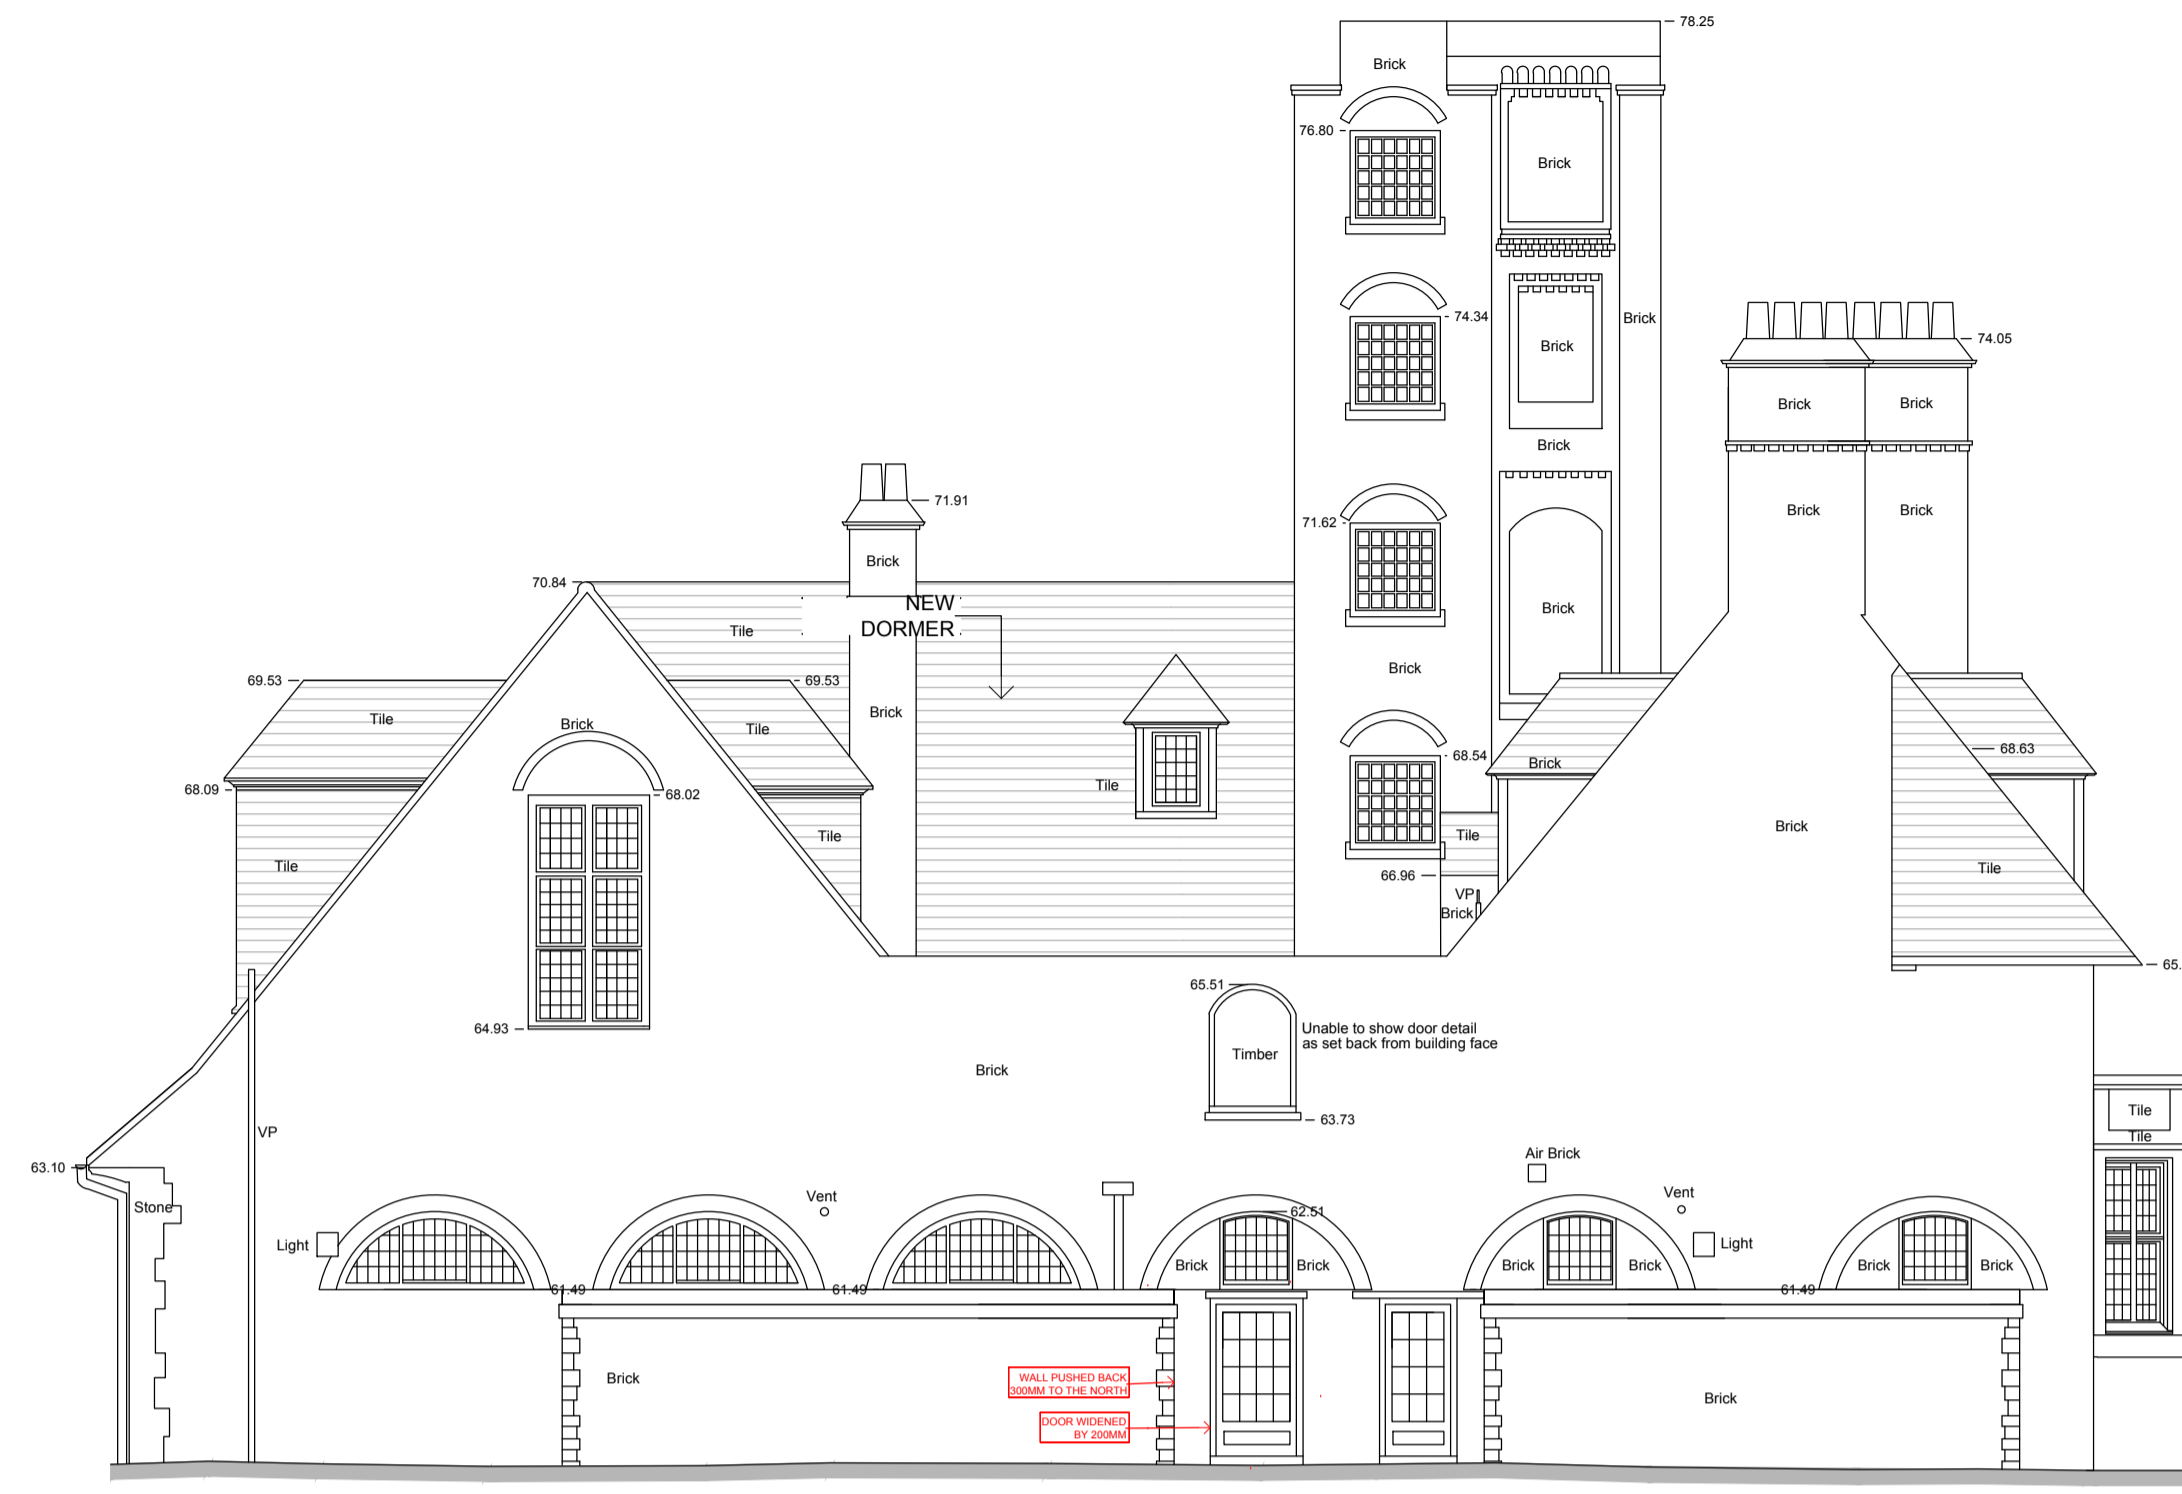 78.25
Brick
76.80
Brick
74.34
Brick
Brick
74.05
Brick
Brick
Brick
71.91
Brick
Brick
71.62
Brick
70.84
NEW
DORMER
Brick
Tile
Brick
69.53
69.53
Tile
Brick
Brick
Tile
68.63
68.54
Brick
Tile
68.09
68.02
Brick
Tile
Tile
Tile
Tile
66.96
VP
Brick
65.
65.51
64.93
Unable to show door detail
as set back from building face
Timber
Brick
63.73
Tile
Tile
VP
63.10
Air Brick
Stone
Vent
Vent
62.51
Light
Light
Brick
Brick
Brick
Brick
Brick
Brick
61.49
61.49
61.49
Brick
WALL PUSHED BACK
300MM TO THE NORTH
Brick
DOOR WIDENED
BY 200MM